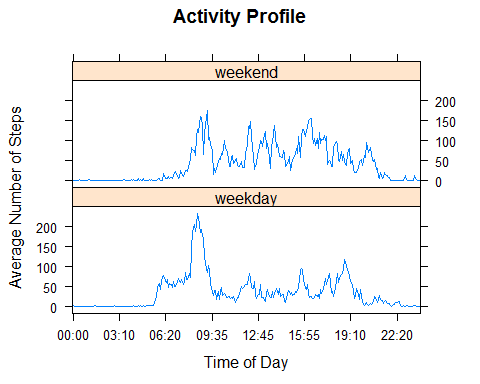 Activity Profile
weekend
200
150
100
50
0
weekday
200
150
100
50
0
Average Number of Steps
00:00 03:10 06:20 09:35 12:45 15:55 19:10 22:20
Time of Day